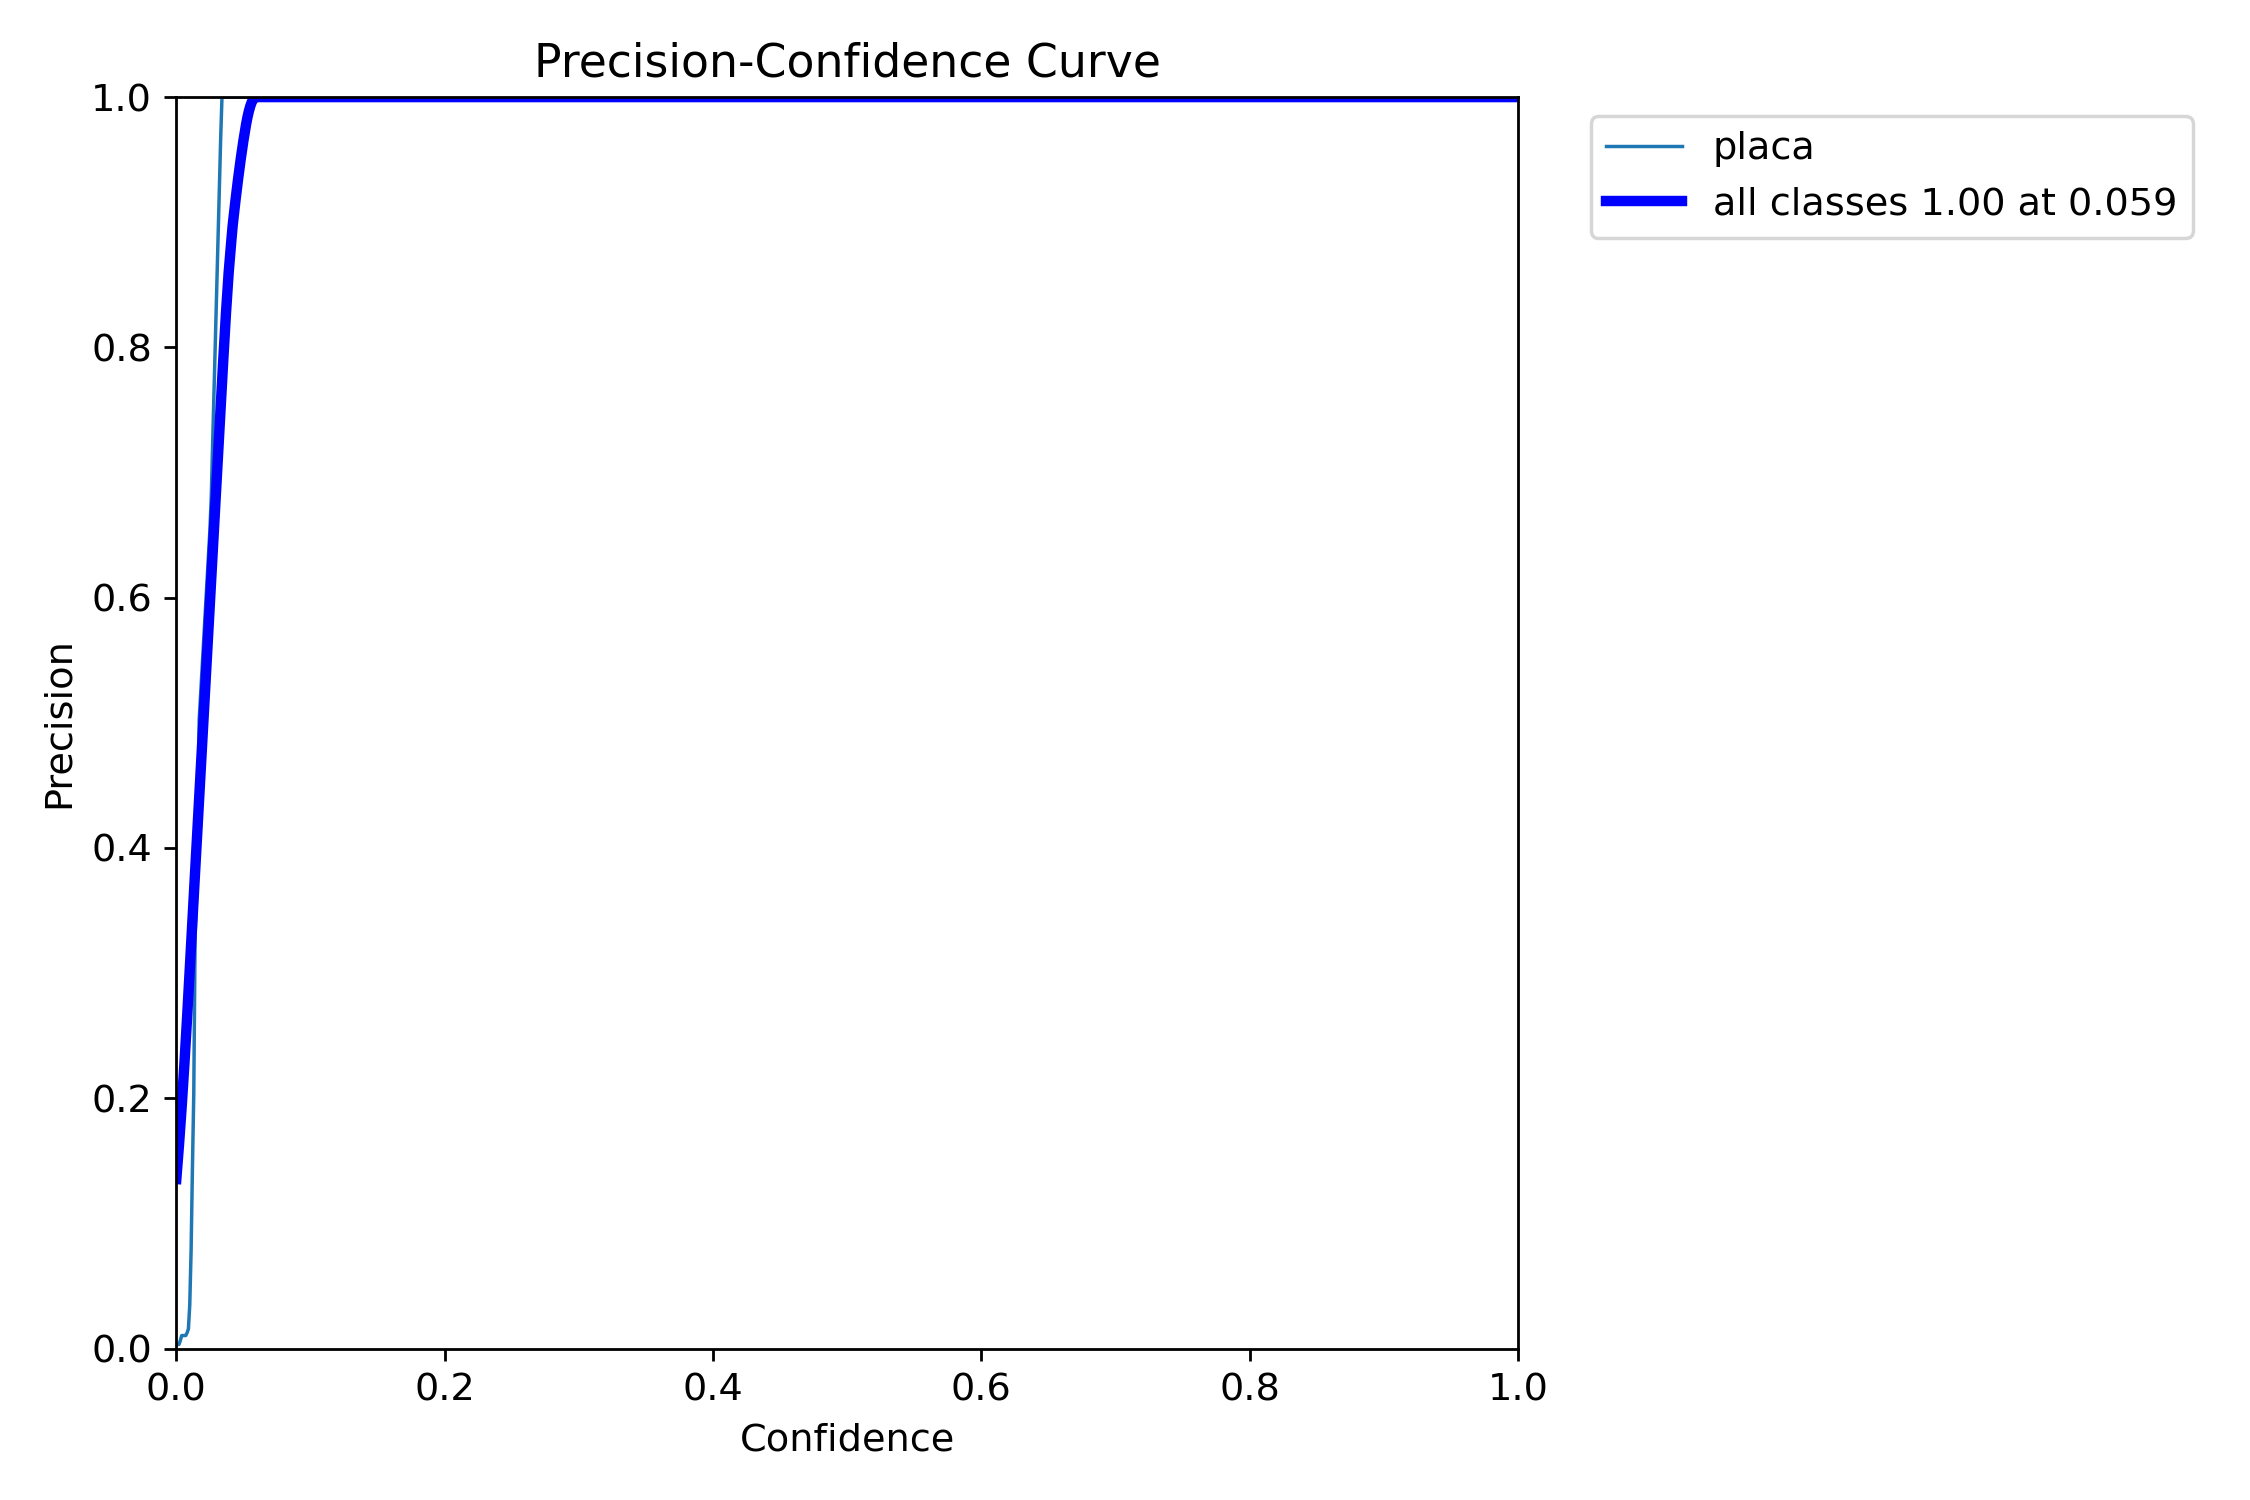 Precision-Confidence Curve
1.0
0.8
0.6
0.4
0.2
0.0
Precision
0.0 0.2 0.4 0.6 0.8 1.0
Confidence
placa
all classes 1.00 at 0.059